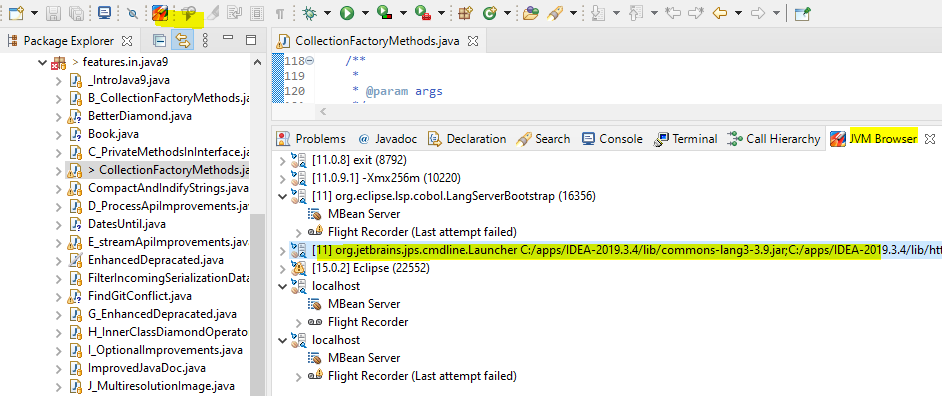 Package Explorer
> features.in.java9
_IntroJava9.java
B_CollectionFactoryMethods.ja
BetterDiamond.java
Book.java
C_PrivateMethodsInInterface.ja
> CollectionFactoryMethods.ja
CompactAndIndifyStrings.java
D_ProcessApiImprovements.java
DatesUntil.java
E_streamApiImprovements.java
EnhancedDepracated.java
FilterIncomingSerializationData
FindGitConflict.java
G_EnhancedDepracated.java
H_InnerClassDiamondOperato
I_OptionalImprovements.java
ImprovedJavaDoc.java
J_MultiresolutionImage.java
CollectionFactoryMethods.java
118 /**
119 *
120 * @param args
Problems @ Javadoc Declaration Search Console Terminal Call Hierarchy JVM Browser
[11.0.8] exit (8792)
[11.0.9.1] -Xmx256m (10220)
[11] org.eclipse.lsp.cobol.LangServerBootstrap (16356)
MBean Server
Flight Recorder (Last attempt failed)
[11] org.jetbrains.jps.cmdline.Launcher C:/apps/IDEA-2019.3.4/lib/commons-lang3-3.9.jar;C:/apps/IDEA-2019.3.4/lib/htt
[15.0.2] Eclipse (22552)
localhost
MBean Server
Flight Recorder
localhost
MBean Server
Flight Recorder (Last attempt failed)